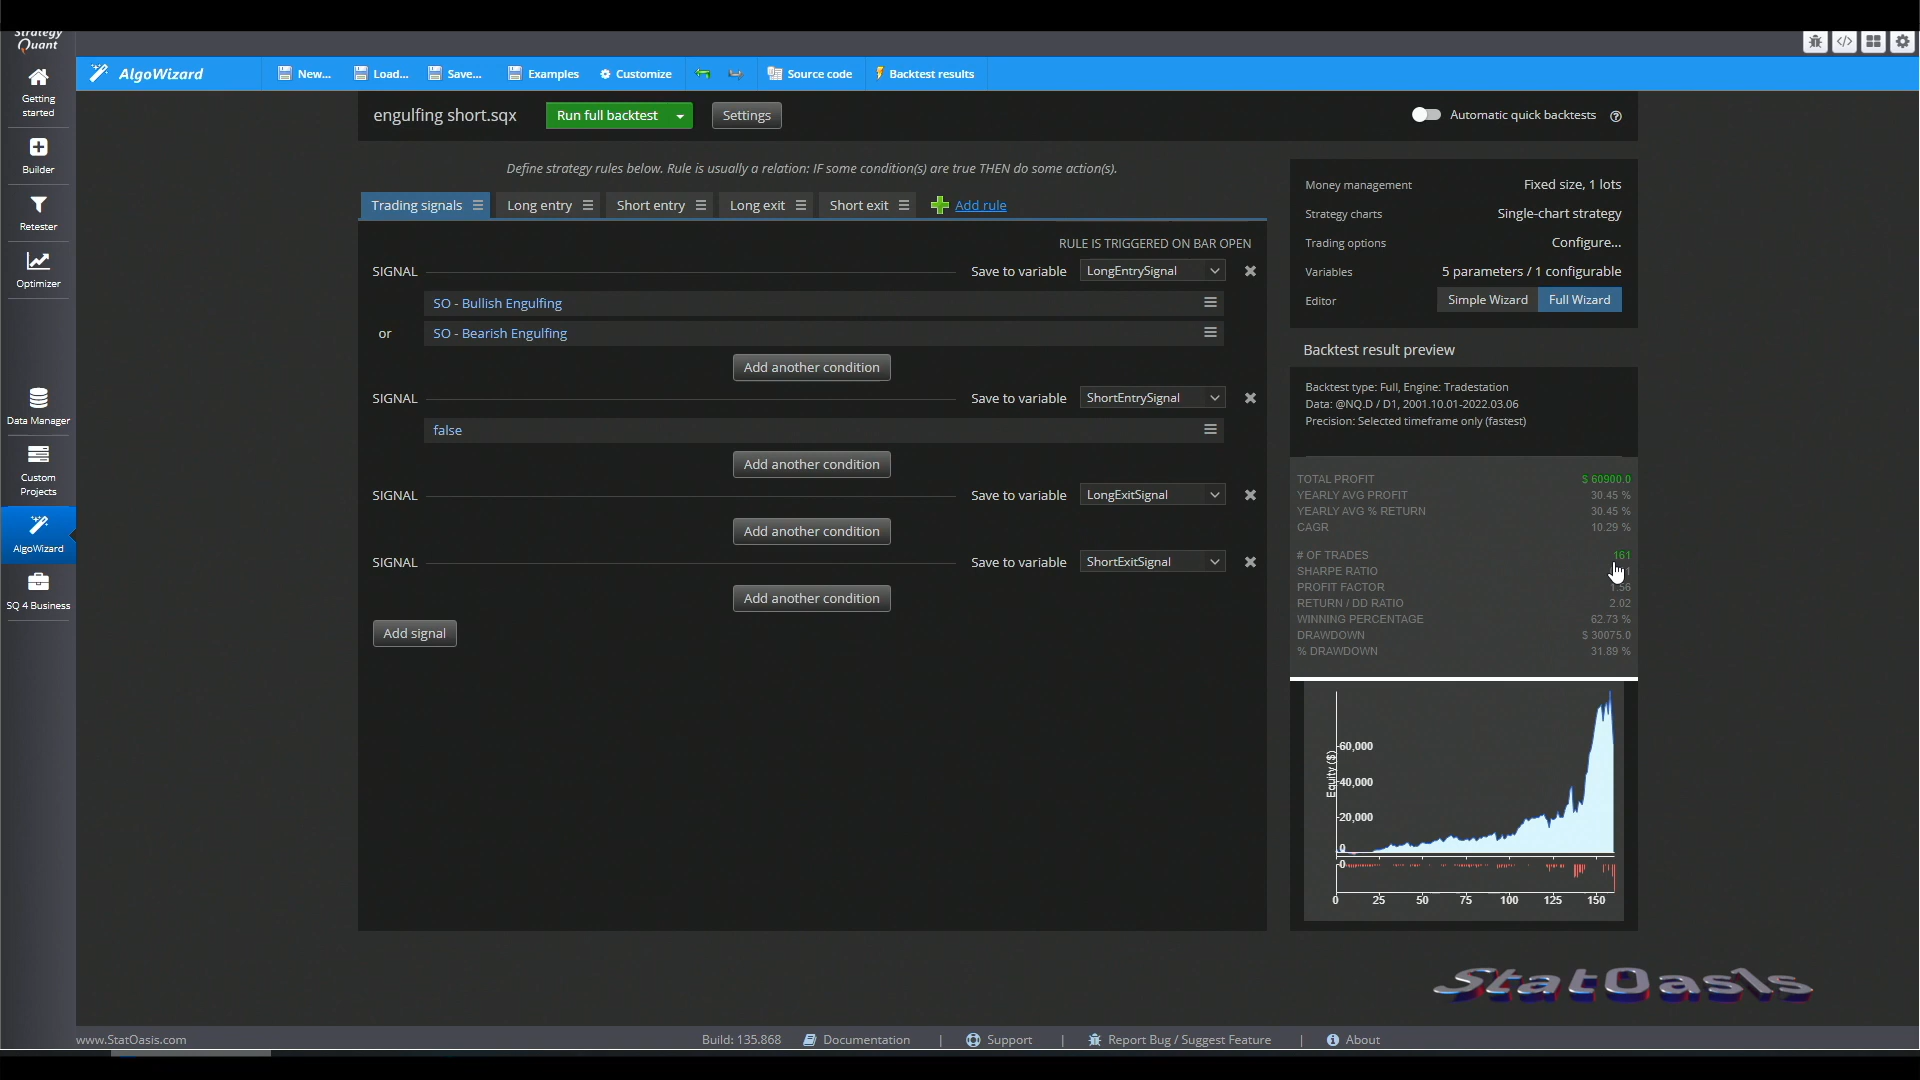 Strategy
Quant
AlgoWizard
New...
Load...
Save...
Examples
Customize
Source code
Backtest results
Getting
started
Builder
Retester
Optimizer
Data Manager
Custom
Projects
AlgoWizard
SQ 4 Business
engulfing short.sqx
Run full backtest
Settings
Automatic quick backtests
Define strategy rules below. Rule is usually a relation: IF some condition(s) are true THEN do some action(s).
Trading signals
Long entry
Short entry
Long exit
Short exit
Add rule
RULE IS TRIGGERED ON BAR OPEN
SIGNAL Save to variable LongEntrySignal
SO - Bullish Engulfing
or SO - Bearish Engulfing
Add another condition
SIGNAL Save to variable ShortEntrySignal
false
Add another condition
SIGNAL Save to variable LongExitSignal
Add another condition
SIGNAL Save to variable ShortExitSignal
Add another condition
Add signal
Money management Fixed size, 1 lots
Strategy charts Single-chart strategy
Trading options Configure...
Variables 5 parameters / 1 configurable
Editor Simple Wizard Full Wizard
Backtest result preview
Backtest type: Full, Engine: Tradestation
Data: @NQ.D / D1, 2001.10.01-2022.03.06
Precision: Selected timeframe only (fastest)
TOTAL PROFIT $ 60900.0
YEARLY AVG PROFIT 30.45 %
YEARLY AVG % RETURN 30.45 %
CAGR 10.29 %
# OF TRADES 161
SHARPE RATIO
PROFIT FACTOR 1.56
RETURN / DD RATIO 2.02
WINNING PERCENTAGE 62.73 %
DRAWDOWN $ 30075.0
% DRAWDOWN 31.89 %
Equity ($)
60,000
40,000
20,000
0
0
0 25 50 75 100 125 150
StatOasis
www.StatOasis.com
Build: 135.868
Documentation
|
Support
|
Report Bug / Suggest Feature
|
About